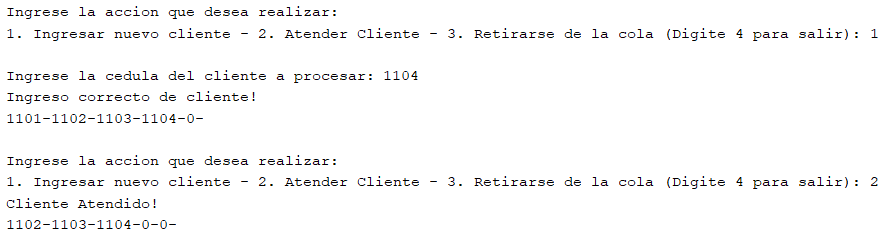 Ingrese la accion que desea realizar:
1. Ingresar nuevo cliente - 2. Atender Cliente - 3. Retirarse de la cola (Digite 4 para salir): 1
Ingrese la cedula del cliente a procesar: 1104
Ingreso correcto de cliente!
1101-1102-1103-1104-0-
Ingrese la accion que desea realizar:
1. Ingresar nuevo cliente - 2. Atender Cliente - 3. Retirarse de la cola (Digite 4 para salir): 2
Cliente Atendido!
1102-1103-1104-0-0-